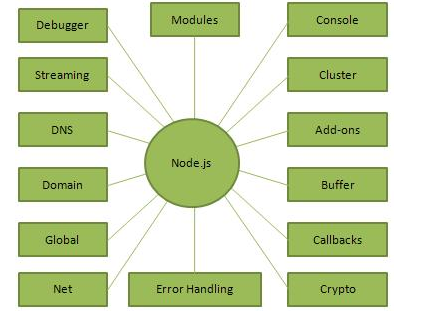 Debugger
Modules
Console
Streaming
Cluster
DNS
Add-ons
Node.js
Domain
Buffer
Global
Callbacks
Net
Error Handling
Crypto